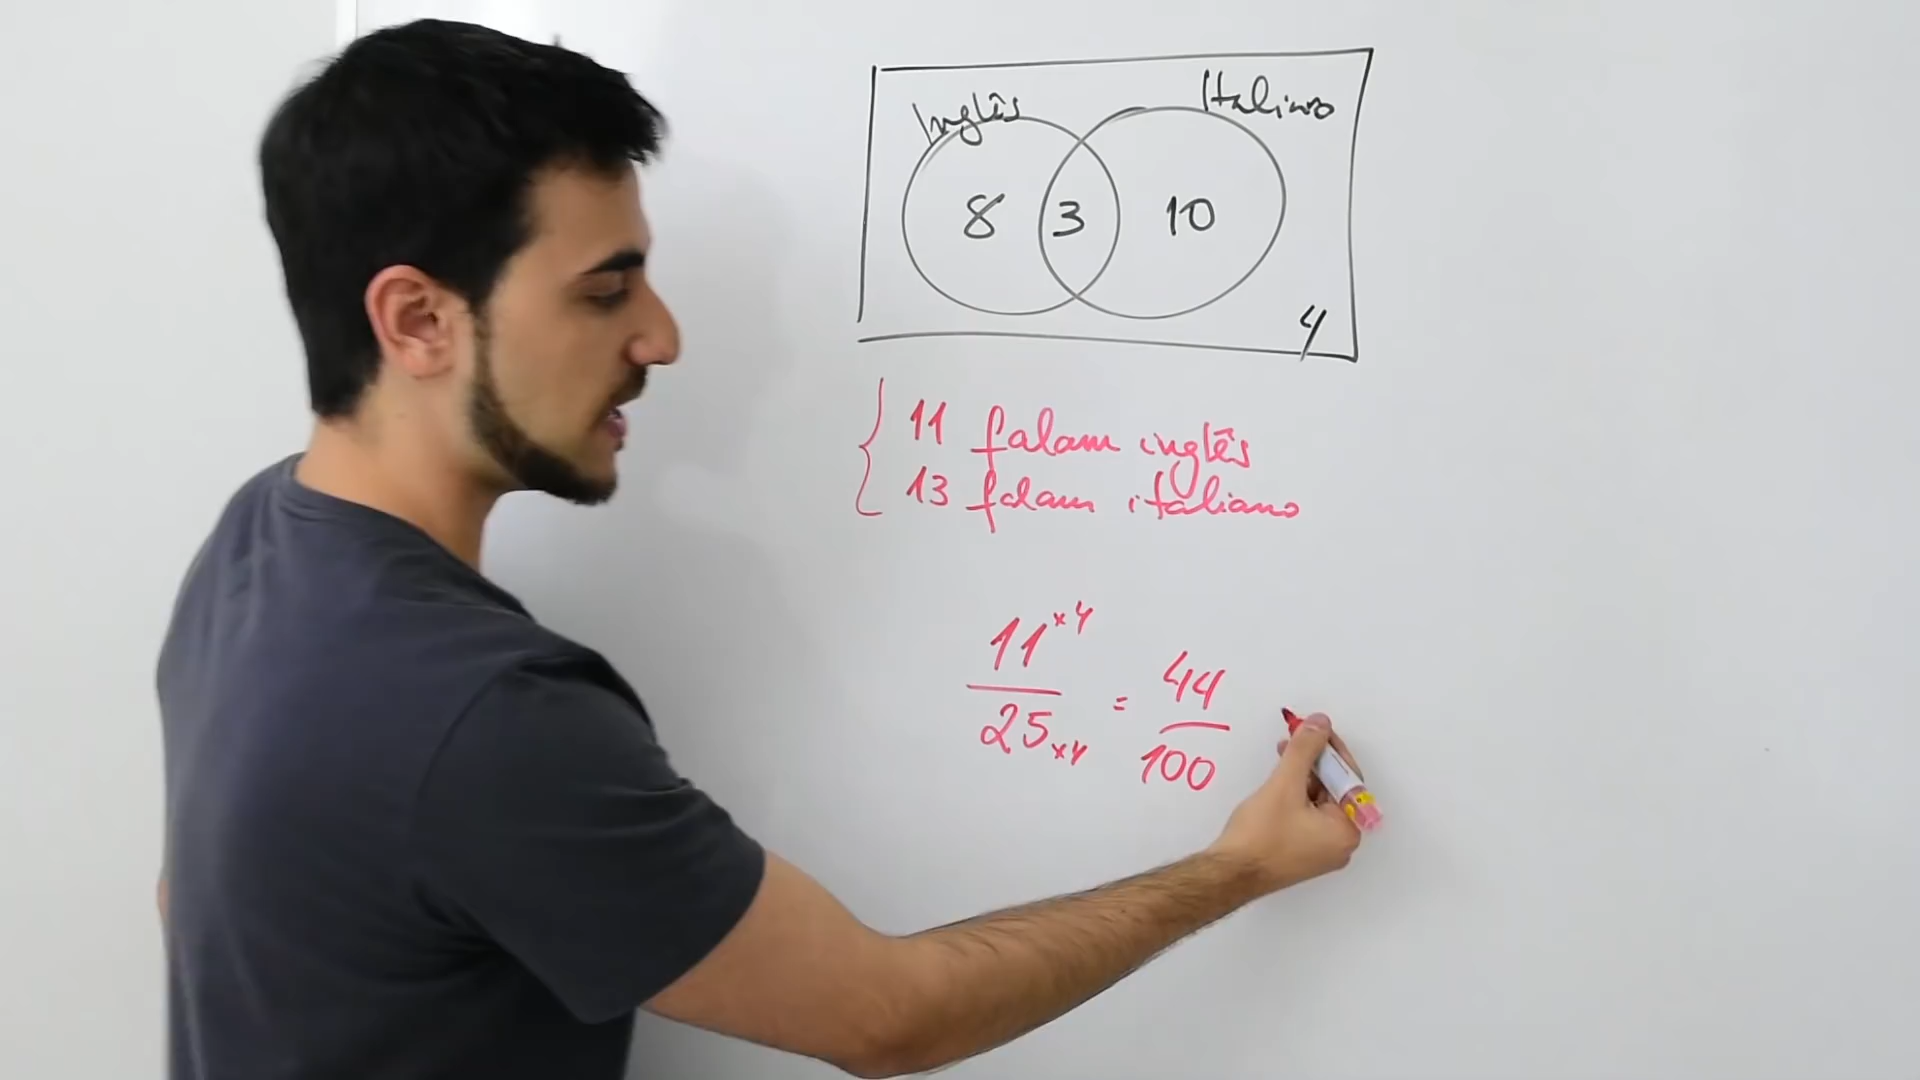 Inglês Italiano
8 3 10
4
11 falam inglês
13 falam italiano
11 ×4
25 ×4
=
44
100